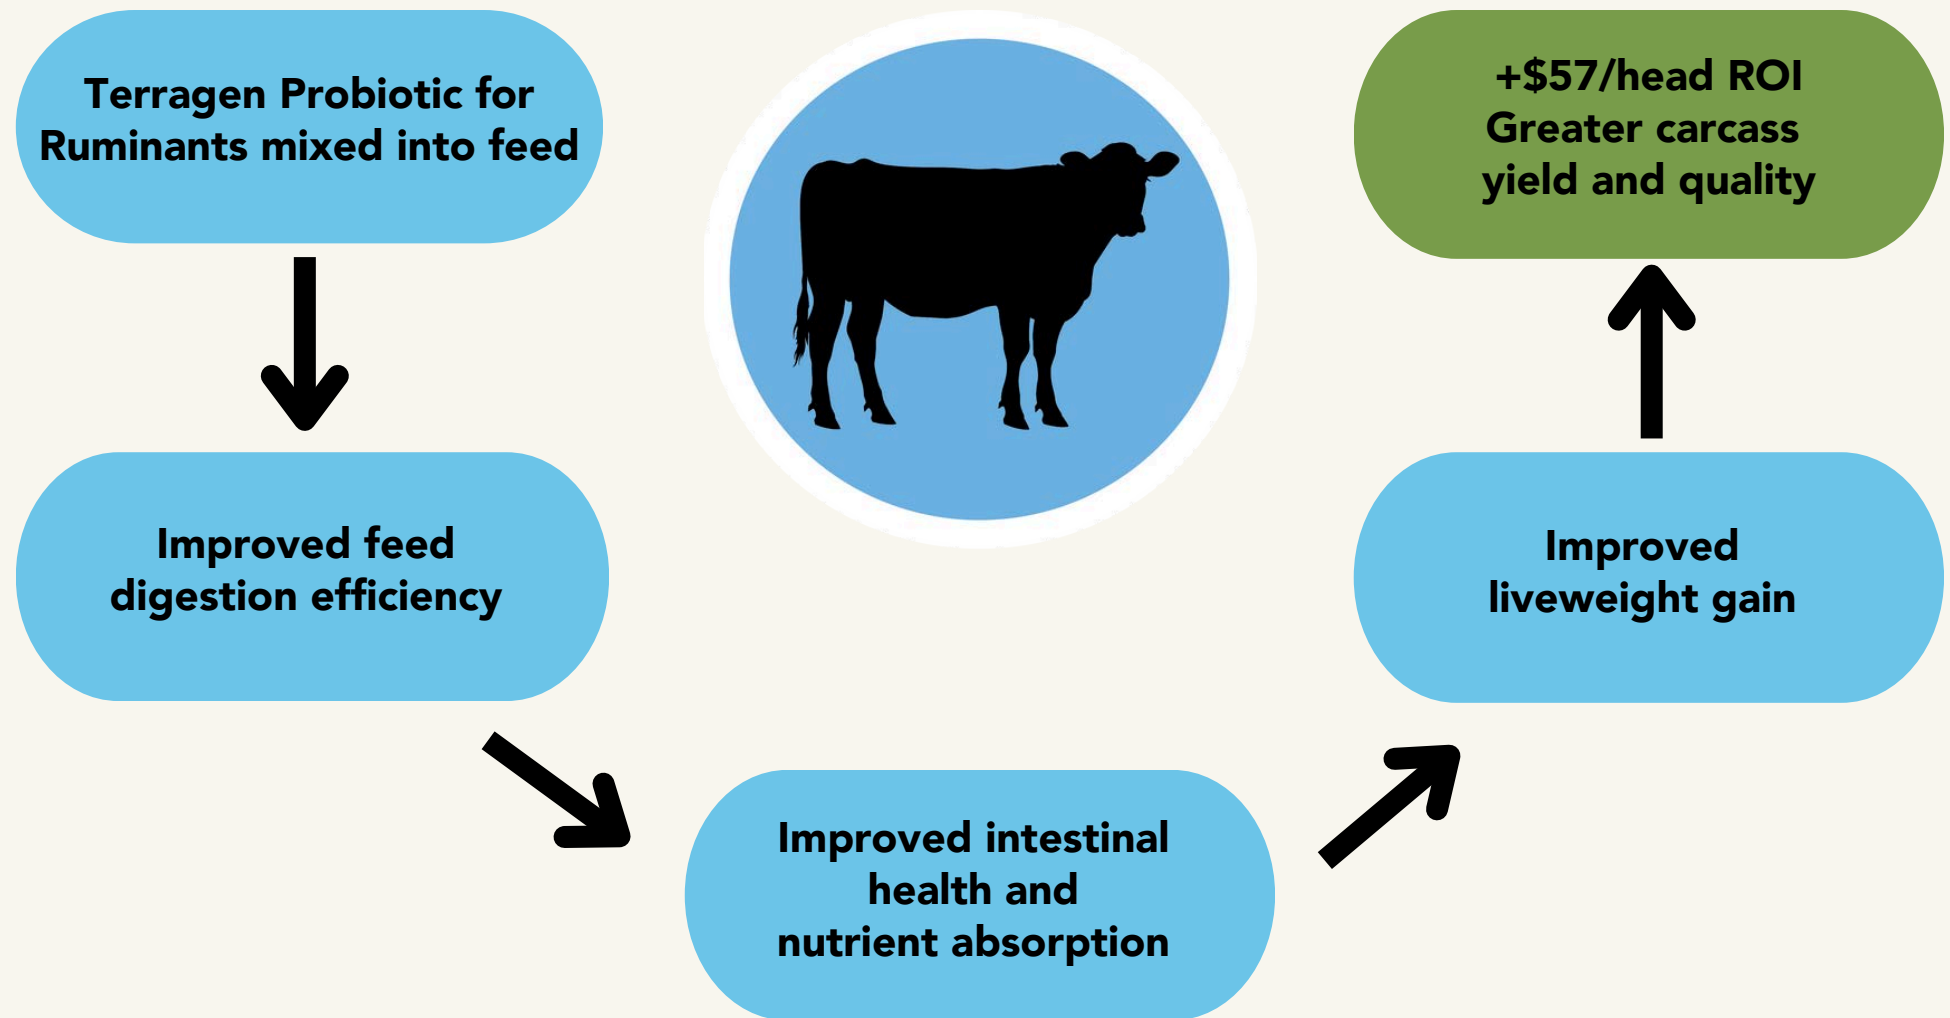 Terragen Probiotic for
Ruminants mixed into feed
Improved feed
digestion efficiency
Improved intestinal
health and
nutrient absorption
Improved
liveweight gain
+$57/head ROI
Greater carcass
yield and quality